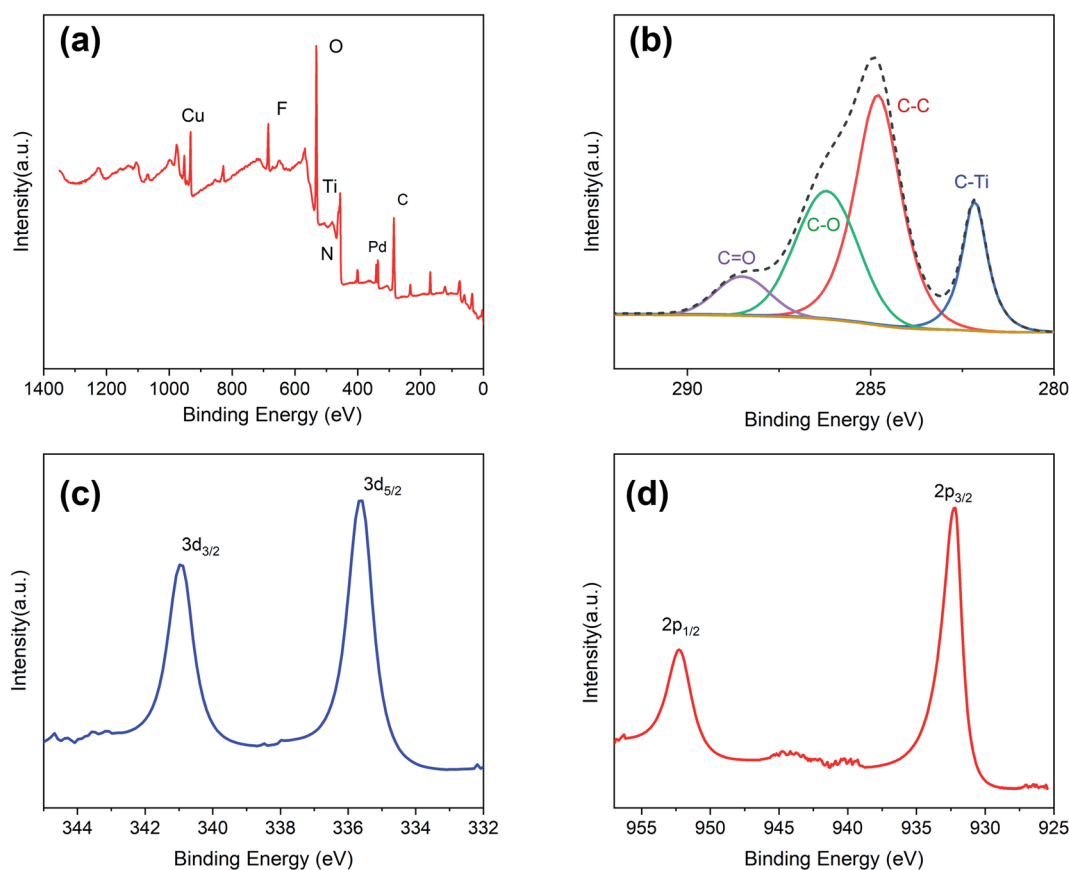 (a)
O
Cu
F
Ti
N
Pd
C
Intensity(a.u.)
1400 1200 1000 800 600 400 200 0
Binding Energy (eV)
(b)
C-C
C-Ti
C-O
C=O
Intensity(a.u.)
290 285 280
Binding Energy (eV)
(c)
3d5/2
3d3/2
Intensity(a.u.)
344 342 340 338 336 334 332
Binding Energy (eV)
(d)
2p3/2
2p1/2
Intensity(a.u.)
955 950 945 940 935 930 925
Binding Energy (eV)